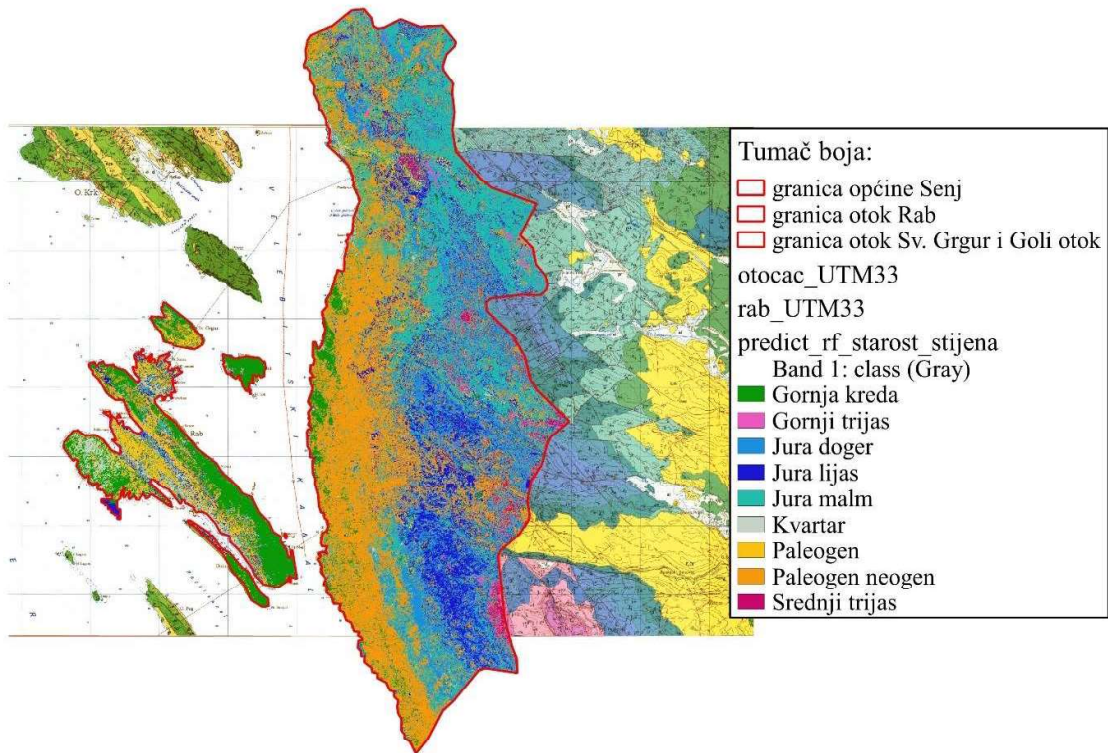 O. Krk
Rab
V E L E B I T S K I K A
Tumač boja:
granica općine Senj
granica otok Rab
granica otok Sv. Grgur i Goli otok
otocac_UTM33
rab_UTM33
predict_rf_starost_stijena
Band 1: class (Gray)
Gornja kreda
Gornji trijas
Jura doger
Jura lijas
Jura malm
Kvartar
Paleogen
Paleogen neogen
Srednji trijas